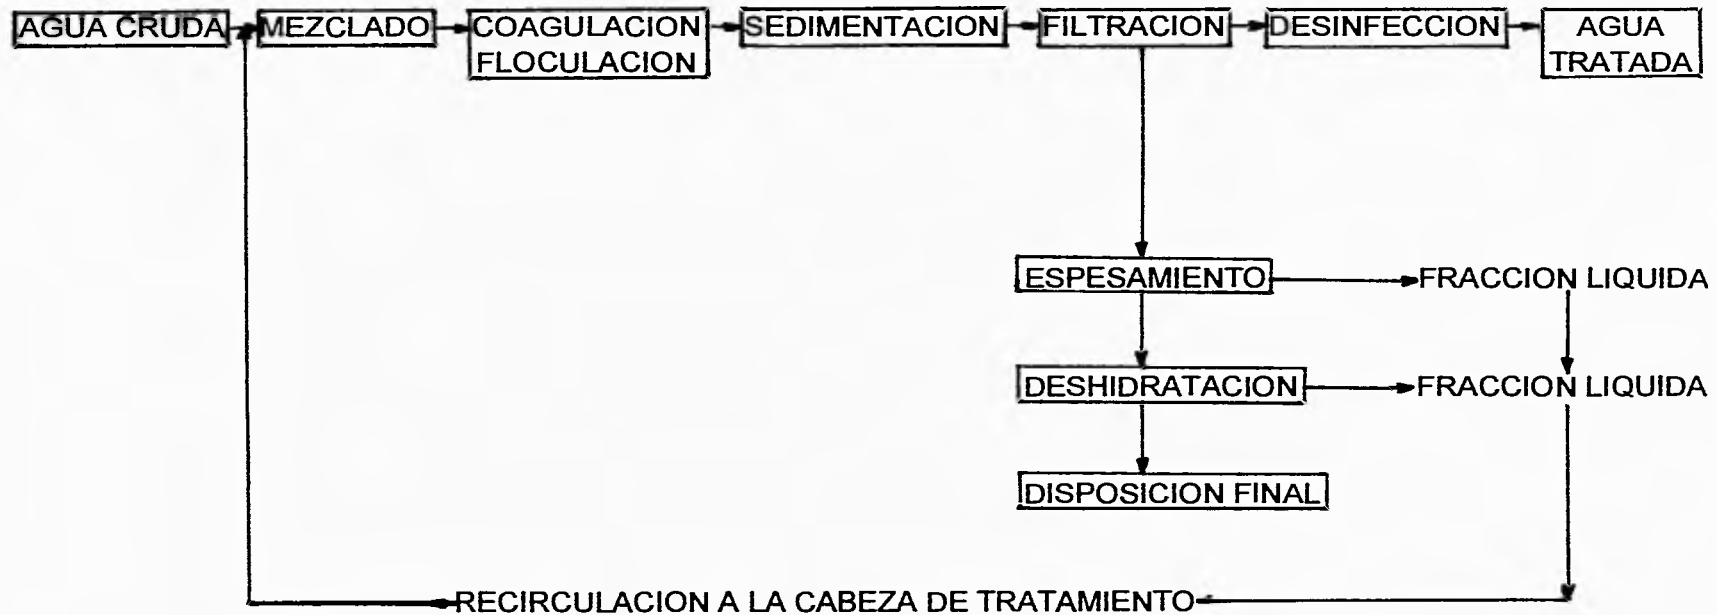 AGUA CRUDA
MEZCLADO
COAGULACION
FLOCULACION
SEDIMENTACION
FILTRACION
DESINFECCION
AGUA
TRATADA
ESPESAMIENTO
FRACCION LIQUIDA
DESHIDRATACION
FRACCION LIQUIDA
DISPOSICION FINAL
RECIRCULACION A LA CABEZA DE TRATAMIENTO